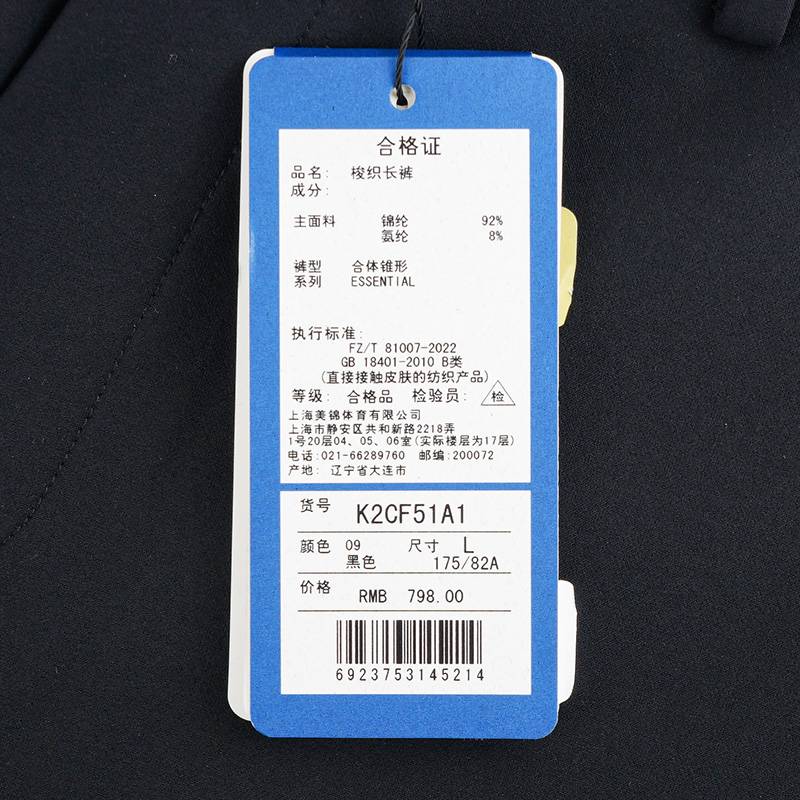 合格证
品名: 梭织长裤
成分:
主面料 锦纶 92%
氨纶 8%
裤型 合体锥形
系列 ESSENTIAL
执行标准:
FZ/T 81007-2022
GB 18401-2010 B类
(直接接触皮肤的纺织产品)
等级: 合格品 检验员: 检
上海美锦体育有限公司
上海市静安区共和新路2218弄
1号20层04、05、06室(实际楼层为17层)
电话:021-66289760 邮编:200072
产地: 辽宁省大连市
货号 K2CF51A1
颜色 09 尺寸 L
黑色 175/82A
价格 RMB 798.00
6923753145214